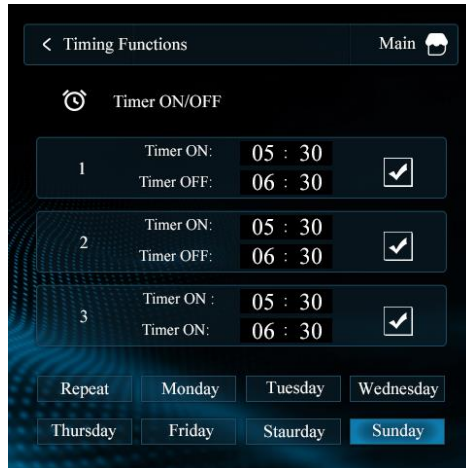 < Timing Functions Main
Timer ON/OFF
1
Timer ON: 05 : 30
Timer OFF: 06 : 30
2
Timer ON: 05 : 30
Timer OFF: 06 : 30
3
Timer ON : 05 : 30
Timer ON: 06 : 30
Repeat Monday Tuesday Wednesday
Thursday Friday Staurday Sunday